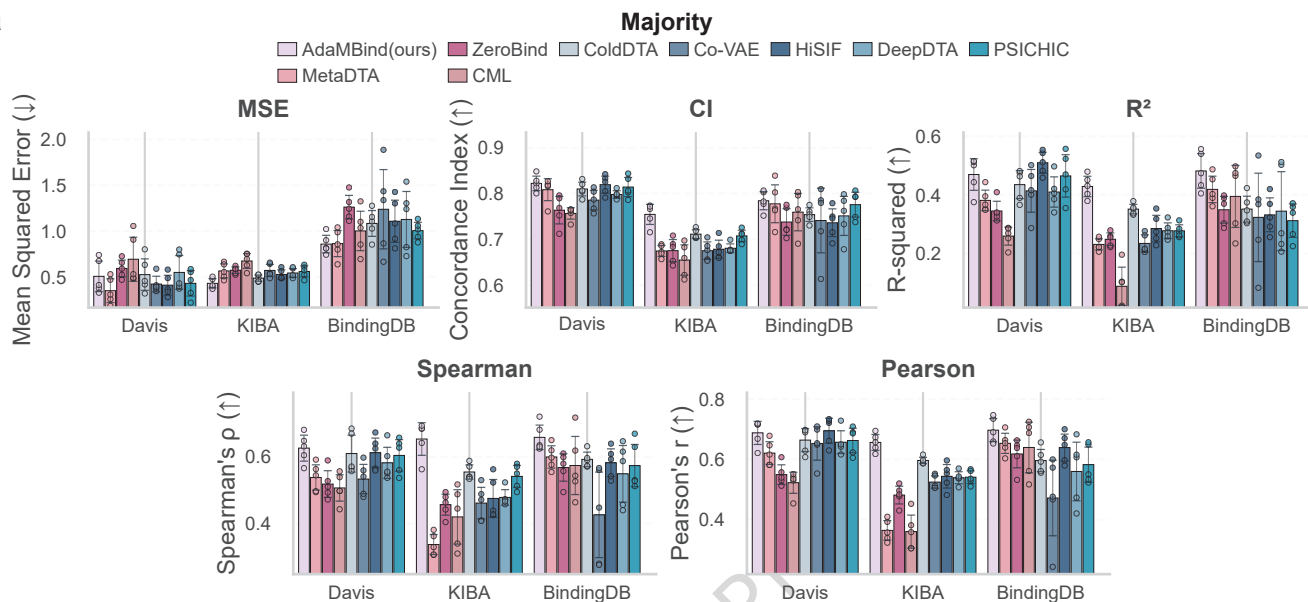 Majority
AdaMBind(ours) ZeroBind ColdDTA Co-VAE HiSIF DeepDTA PSICHIC
MetaDTA CML
MSE
Mean Squared Error (↓)
2.0
1.5
1.0
0.5
Davis KIBA BindingDB
CI
Concordance Index (↑)
0.9
0.8
0.7
0.6
Davis KIBA BindingDB
R²
R-squared (↑)
0.6
0.4
0.2
Davis KIBA BindingDB
Spearman
Spearman's ρ (↑)
0.6
0.4
Davis KIBA BindingDB
Pearson
Pearson's r (↑)
0.8
0.6
0.4
Davis KIBA BindingDB